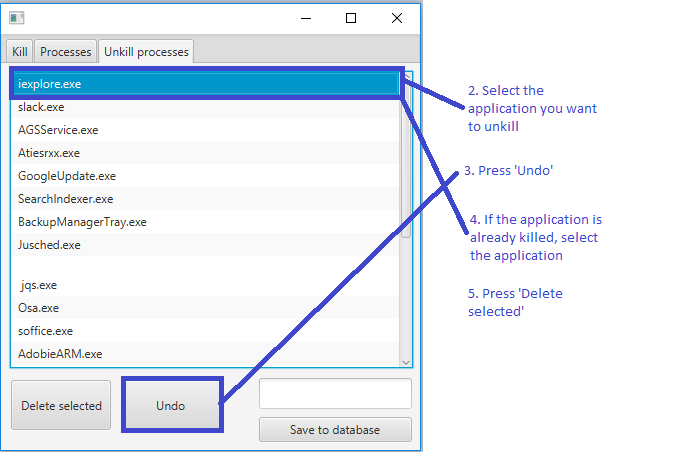 Kill Processes Unkill processes
iexplore.exe
slack.exe
AGSService.exe
Atiesrxx.exe
GoogleUpdate.exe
SearchIndexer.exe
BackupManagerTray.exe
Jusched.exe
jqs.exe
Osa.exe
soffice.exe
AdobieARM.exe
Delete selected
Undo
Save to database
2. Select the
application you want
to unkill
3. Press 'Undo'
4. If the application is
already killed, select
the application
5. Press 'Delete
selected'